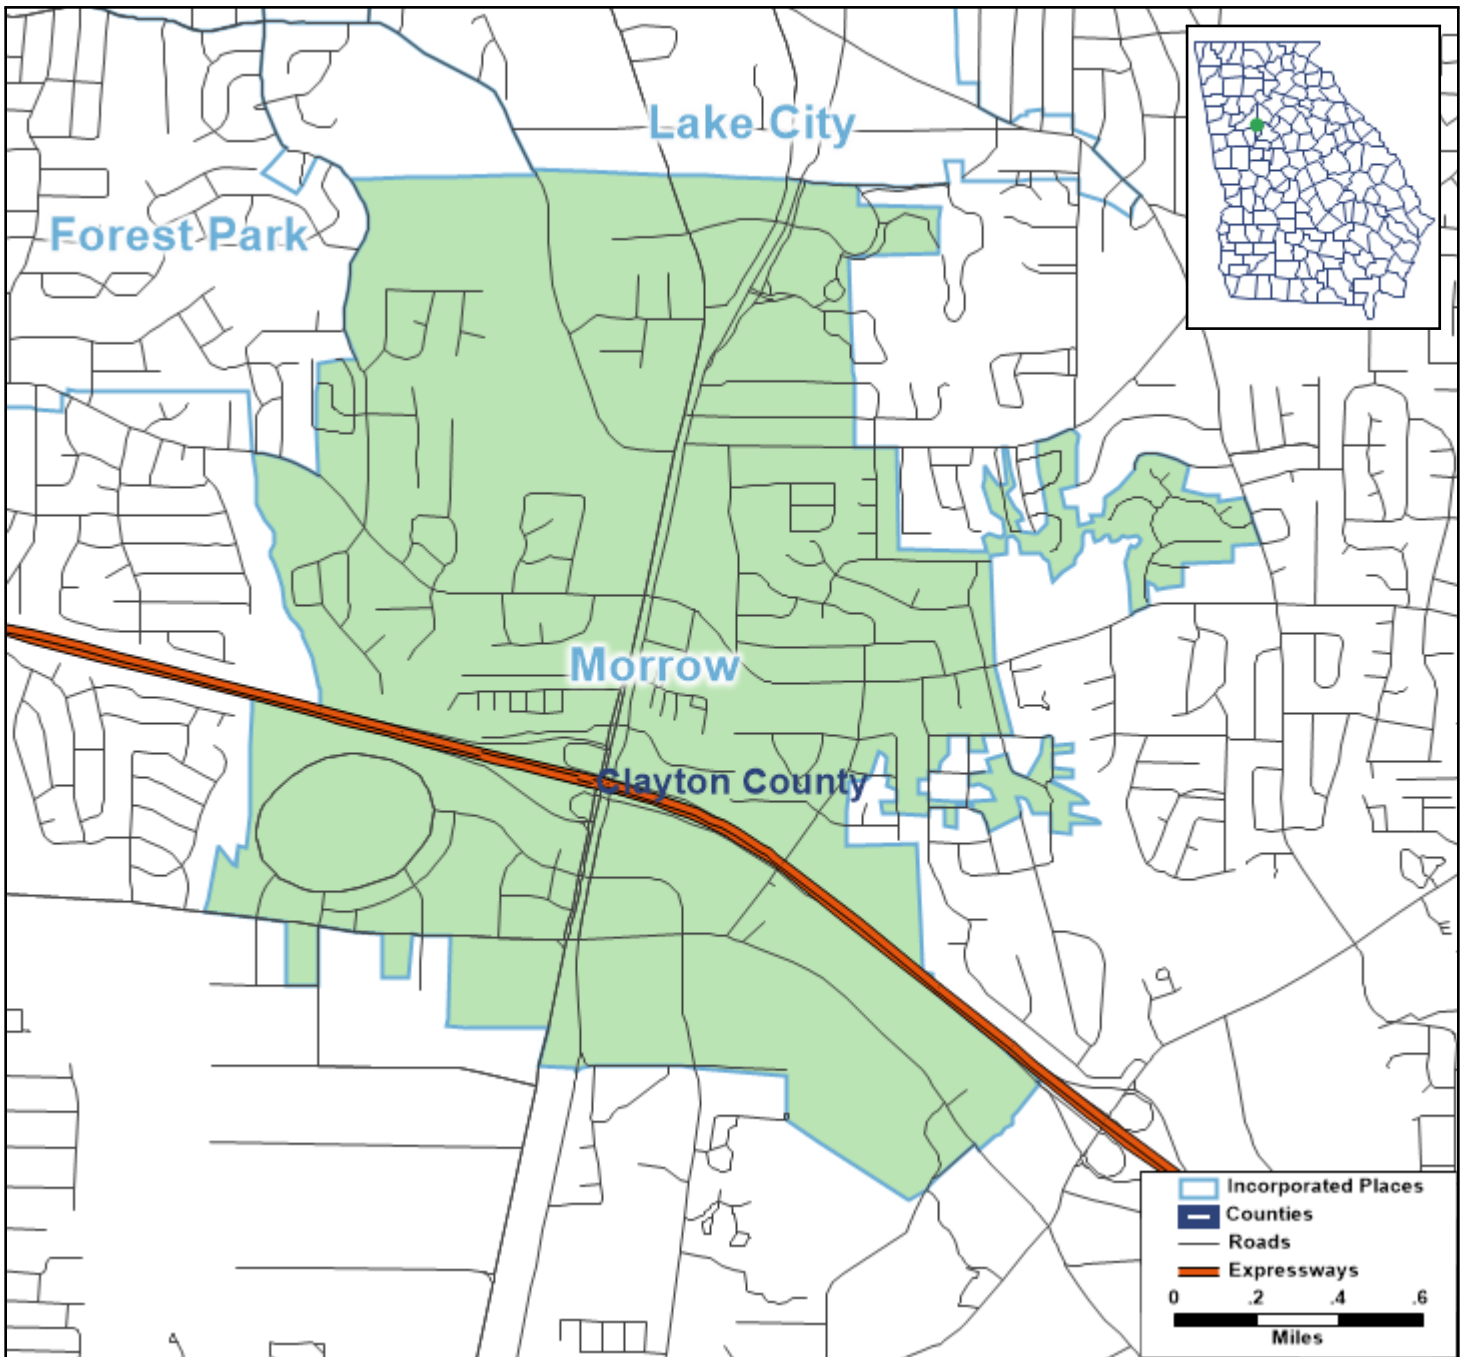 Lake City
Forest Park
Morrow
Clayton County
Incorporated Places
Counties
Roads
Expressways
0 .2 .4 .6
Miles